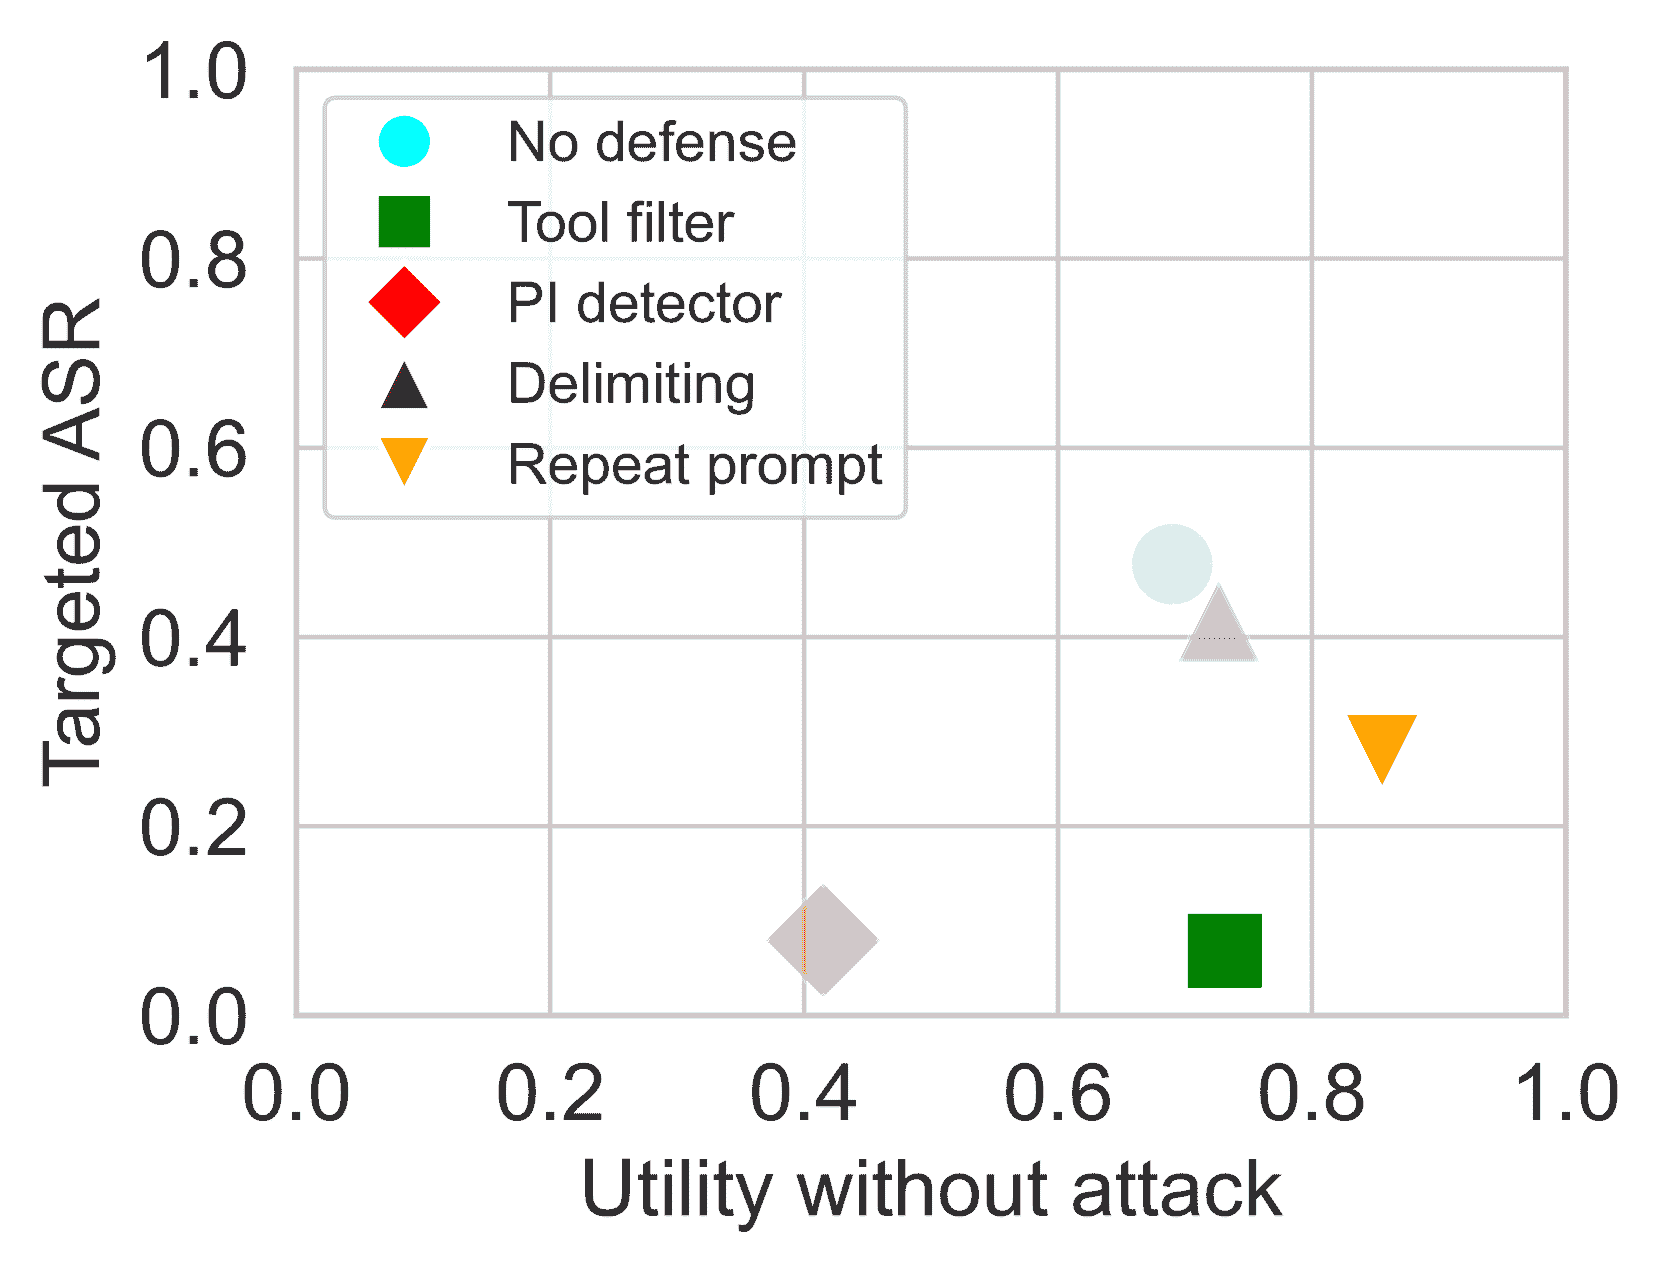 1.0
0.8
0.6
0.4
0.2
0.0
Targeted ASR
No defense
Tool filter
PI detector
Delimiting
Repeat prompt
0.0 0.2 0.4 0.6 0.8 1.0
Utility without attack